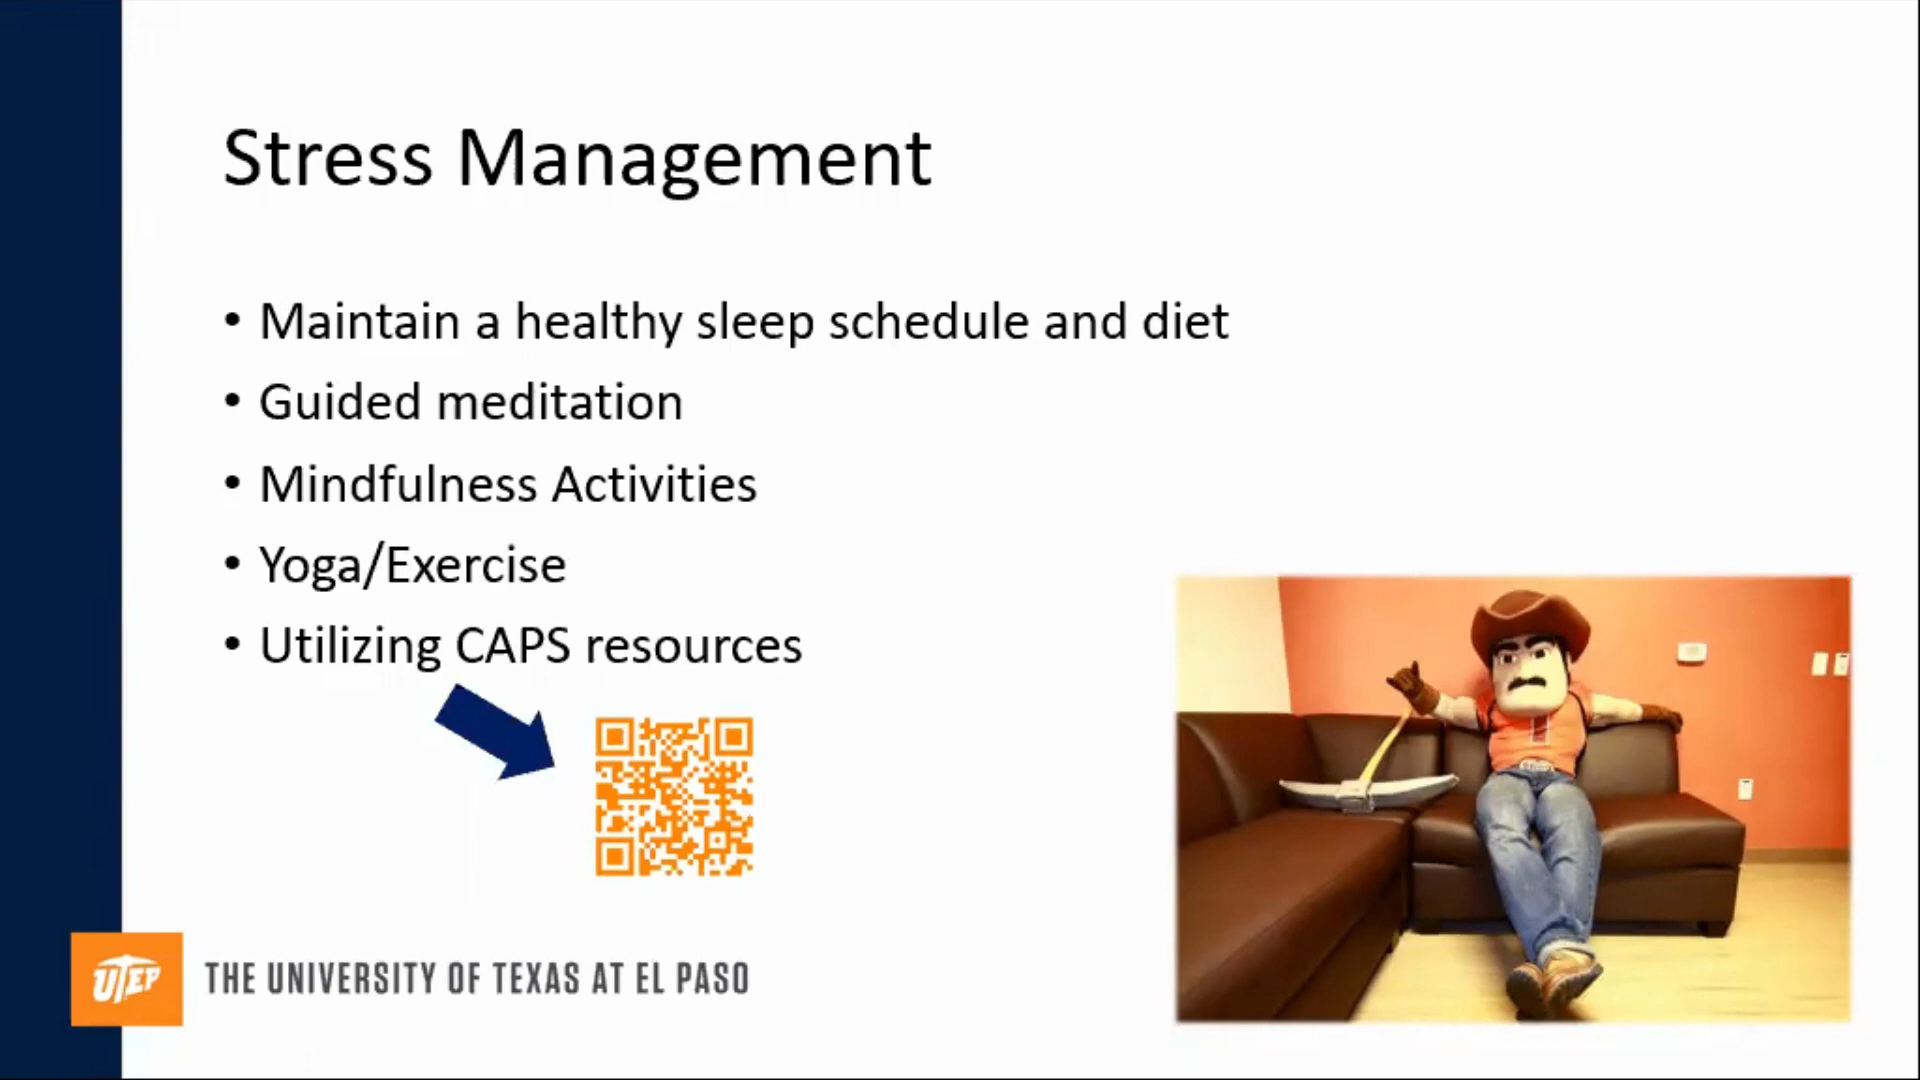 Stress Management
• Maintain a healthy sleep schedule and diet
• Guided meditation
• Mindfulness Activities
• Yoga/Exercise
• Utilizing CAPS resources
UTEP
THE UNIVERSITY OF TEXAS AT EL PASO